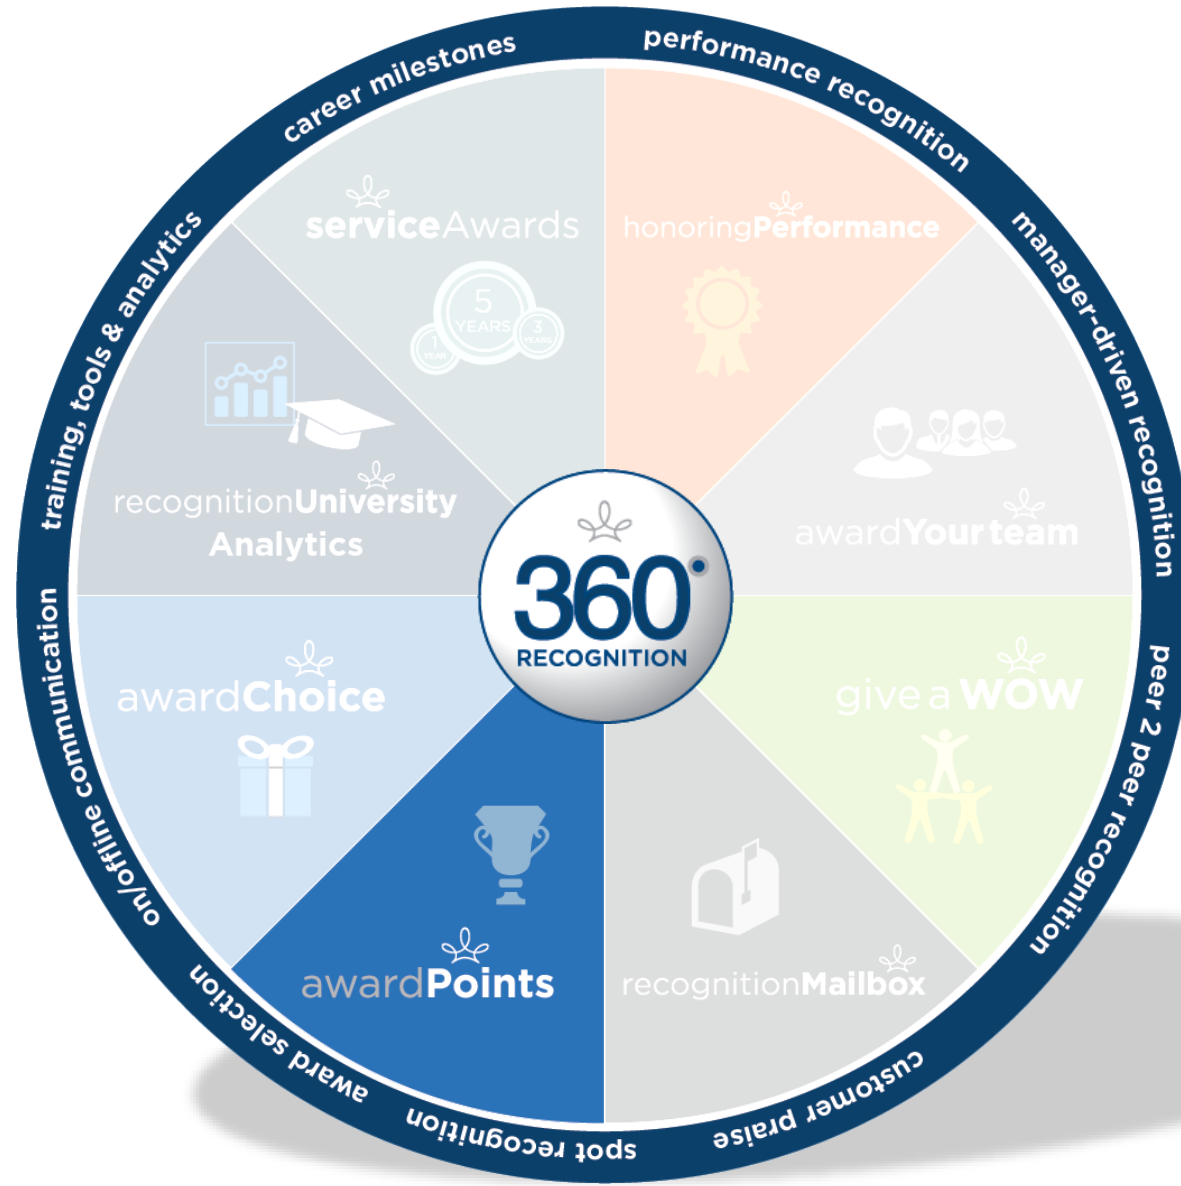 career milestones
performance recognition
manager-driven recognition
peer 2 peer recognition
customer praise
spot recognition
award selection
on/offline communication
training, tools & analytics
serviceAwards
5
YEARS
1
YEAR
3
YEARS
honoringPerformance
awardYourteam
give a WOW
recognitionMailbox
awardPoints
awardChoice
recognitionUniversity
Analytics
360°
RECOGNITION